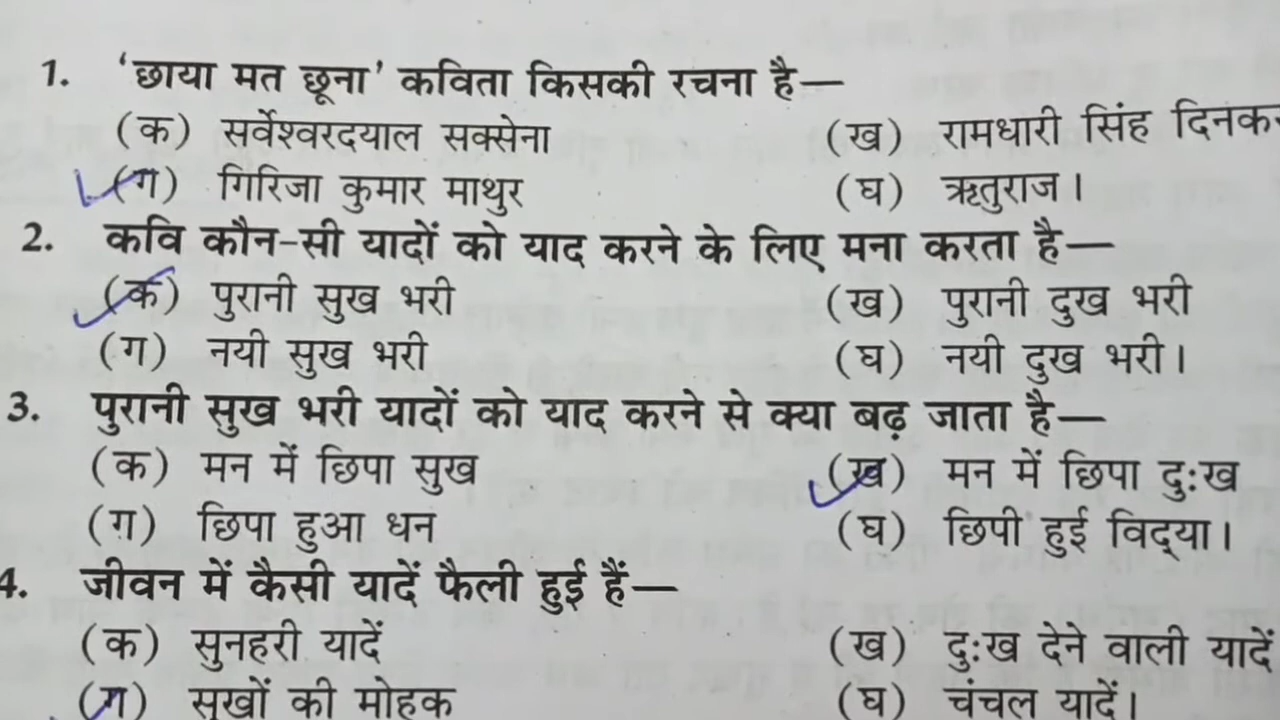 1. 'छाया मत छूना' कविता किसकी रचना है—
(क) सर्वेश्वरदयाल सक्सेना (ख) रामधारी सिंह
(ग) गिरिजा कुमार माथुर (घ) ऋतुराज।
2. कवि कौन-सी यादों को याद करने के लिए मना करता है—
(क) पुरानी सुख भरी (ख) पुरानी दुख भरी
(ग) नयी सुख भरी (घ) नयी दुख भरी।
3. पुरानी सुख भरी यादों को याद करने से क्या बढ़ जाता है—
(क) मन में छिपा सुख (ख) मन में छिपा दुःख
(ग) छिपा हुआ धन (घ) छिपी हुई विद्या।
4. जीवन में कैसी यादें फैली हुई हैं—
(क) सुनहरी यादें (ख) दुःख देने वाली यादें
(ग) सुखों की मोहक (घ) चंचल यादें।